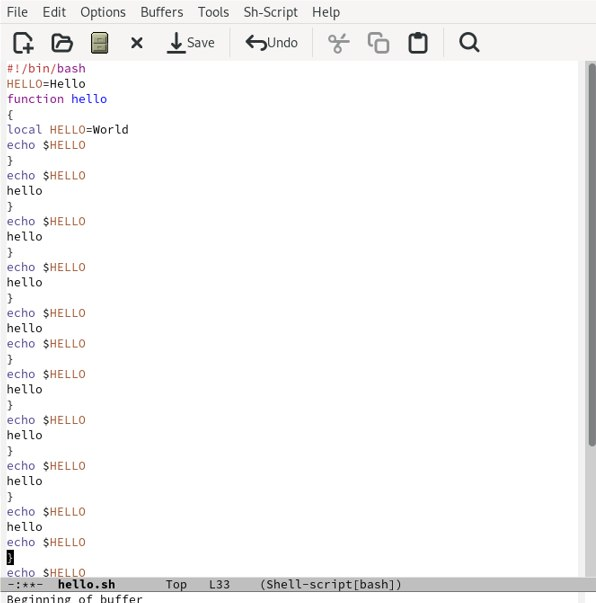 File Edit Options Buffers Tools Sh-Script Help
Save Undo
#!/bin/bash
HELLO=Hello
function hello
{
local HELLO=World
echo $HELLO
}
echo $HELLO
hello
}
echo $HELLO
hello
}
echo $HELLO
hello
}
echo $HELLO
hello
echo $HELLO
}
echo $HELLO
hello
}
echo $HELLO
hello
}
echo $HELLO
hello
}
echo $HELLO
hello
echo $HELLO
}
echo $HELLO
-:**- hello.sh Top L33 (Shell-script[bash])
Beginning of buffer